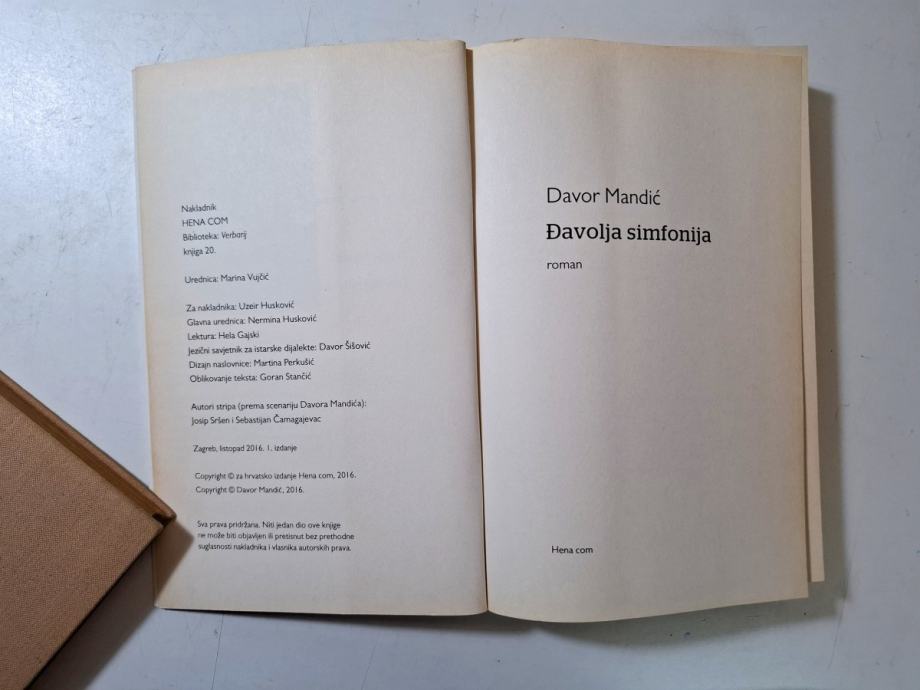 Nakladnik
HENA COM
Biblioteka: Verbarij
knjiga 20.
Urednica: Marina Vujčić
Za nakladnika: Uzeir Husković
Glavna urednica: Nermina Husković
Lektura: Hela Gajski
Jezični savjetnik za istarske dijalekte: Davor Šišović
Dizajn naslovnice: Martina Perkušić
Oblikovanje teksta: Goran Stančić
Autori stripa (prema scenariju Davora Mandića):
Josip Sršen i Sebastijan Čamagajevac
Zagreb, listopad 2016. 1. izdanje
Copyright © za hrvatsko izdanje Hena com, 2016.
Copyright © Davor Mandić, 2016.
Sva prava pridržana. Niti jedan dio ove knjige
ne može biti objavljen ili pretisnut bez prethodne
suglasnosti nakladnika i vlasnika autorskih prava.
Davor Mandić
Đavolja simfonija
roman
Hena com